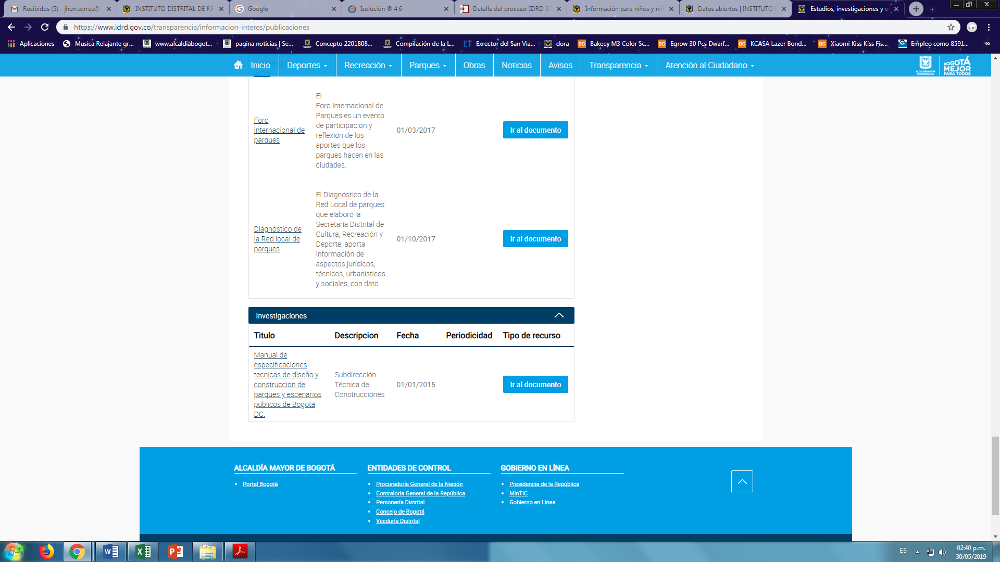 Recibidos (5) - jhon.torres@
INSTITUTO DISTRITAL DE RE
Google
Isolución ® 4.6
Detalle del proceso: IDRD-ST
Información para niños y niñ
Datos abiertos | INSTITUTO D
Estudios, investigaciones y o
https://www.idrd.gov.co/transparencia/informacion-interes/publicaciones
Aplicaciones
Musica Relajante gr...
www.alcaldiabogot...
pagina noticias | Se...
Concepto 2201808...
Compilación de la L...
Exrector del San Via...
dora
Bakeey M3 Color Sc...
Egrow 30 Pcs Dwarf...
KCASA Lazer Bond...
Xiaomi Kiss Kiss Fis...
Empleo como 8591...
Inicio
Deportes
Recreación
Parques
Obras
Noticias
Avisos
Transparencia
Atención al Ciudadano
ALCALDÍA MAYOR
DE BOGOTÁ D.C.
BOGOTÁ
MEJOR
PARA TODOS
2015
Foro
internacional de
parques
El
Foro Internacional de
Parques es un evento
de participación y
reflexión de los
aportes que los
parques hacen en las
ciudades.
01/03/2017
Ir al documento
Diagnóstico de
la Red local de
parques
El Diagnóstico de la
Red Local de parques
que elaboró la
Secretaría Distrital de
Cultura, Recreación y
Deporte, aporta
información de
aspectos jurídicos,
técnicos, urbanísticos
y sociales, con dato
01/10/2017
Ir al documento
Investigaciones
Titulo
Descripcion
Fecha
Periodicidad
Tipo de recurso
Manual de
especificaciones
tecnicas de diseño y
construccion de
parques y escenarios
públicos de Bogotá
DC.
Subdirección
Técnica de
Construcciones
01/01/2015
Ir al documento
ALCALDÍA MAYOR DE BOGOTÁ
Portal Bogotá
ENTIDADES DE CONTROL
Procuraduría General de la Nación
Contraloría General de la República
Personería Distrital
Concejo de Bogotá
Veeduría Distrital
GOBIERNO EN LÍNEA
Presidencia de la República
MinTIC
Gobierno en Línea
ES
02:40 p.m.
30/05/2019